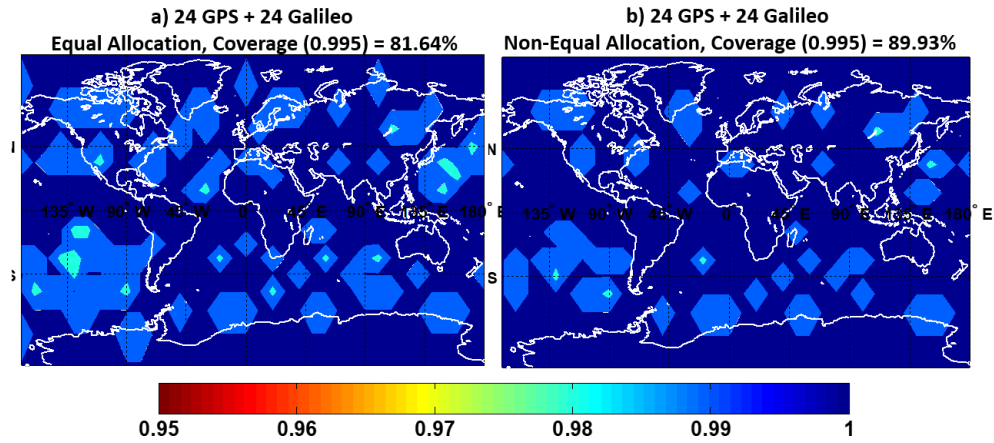 a) 24 GPS + 24 Galileo
Equal Allocation, Coverage (0.995) = 81.64%
b) 24 GPS + 24 Galileo
Non-Equal Allocation, Coverage (0.995) = 89.93%
N
N
135° W 90° W 45° W 0° 45° E 90° E 135° E 180° E
135° W 90° W 45° W 0° 45° E 90° E 135° E 180° E
S
S
0.95 0.96 0.97 0.98 0.99 1